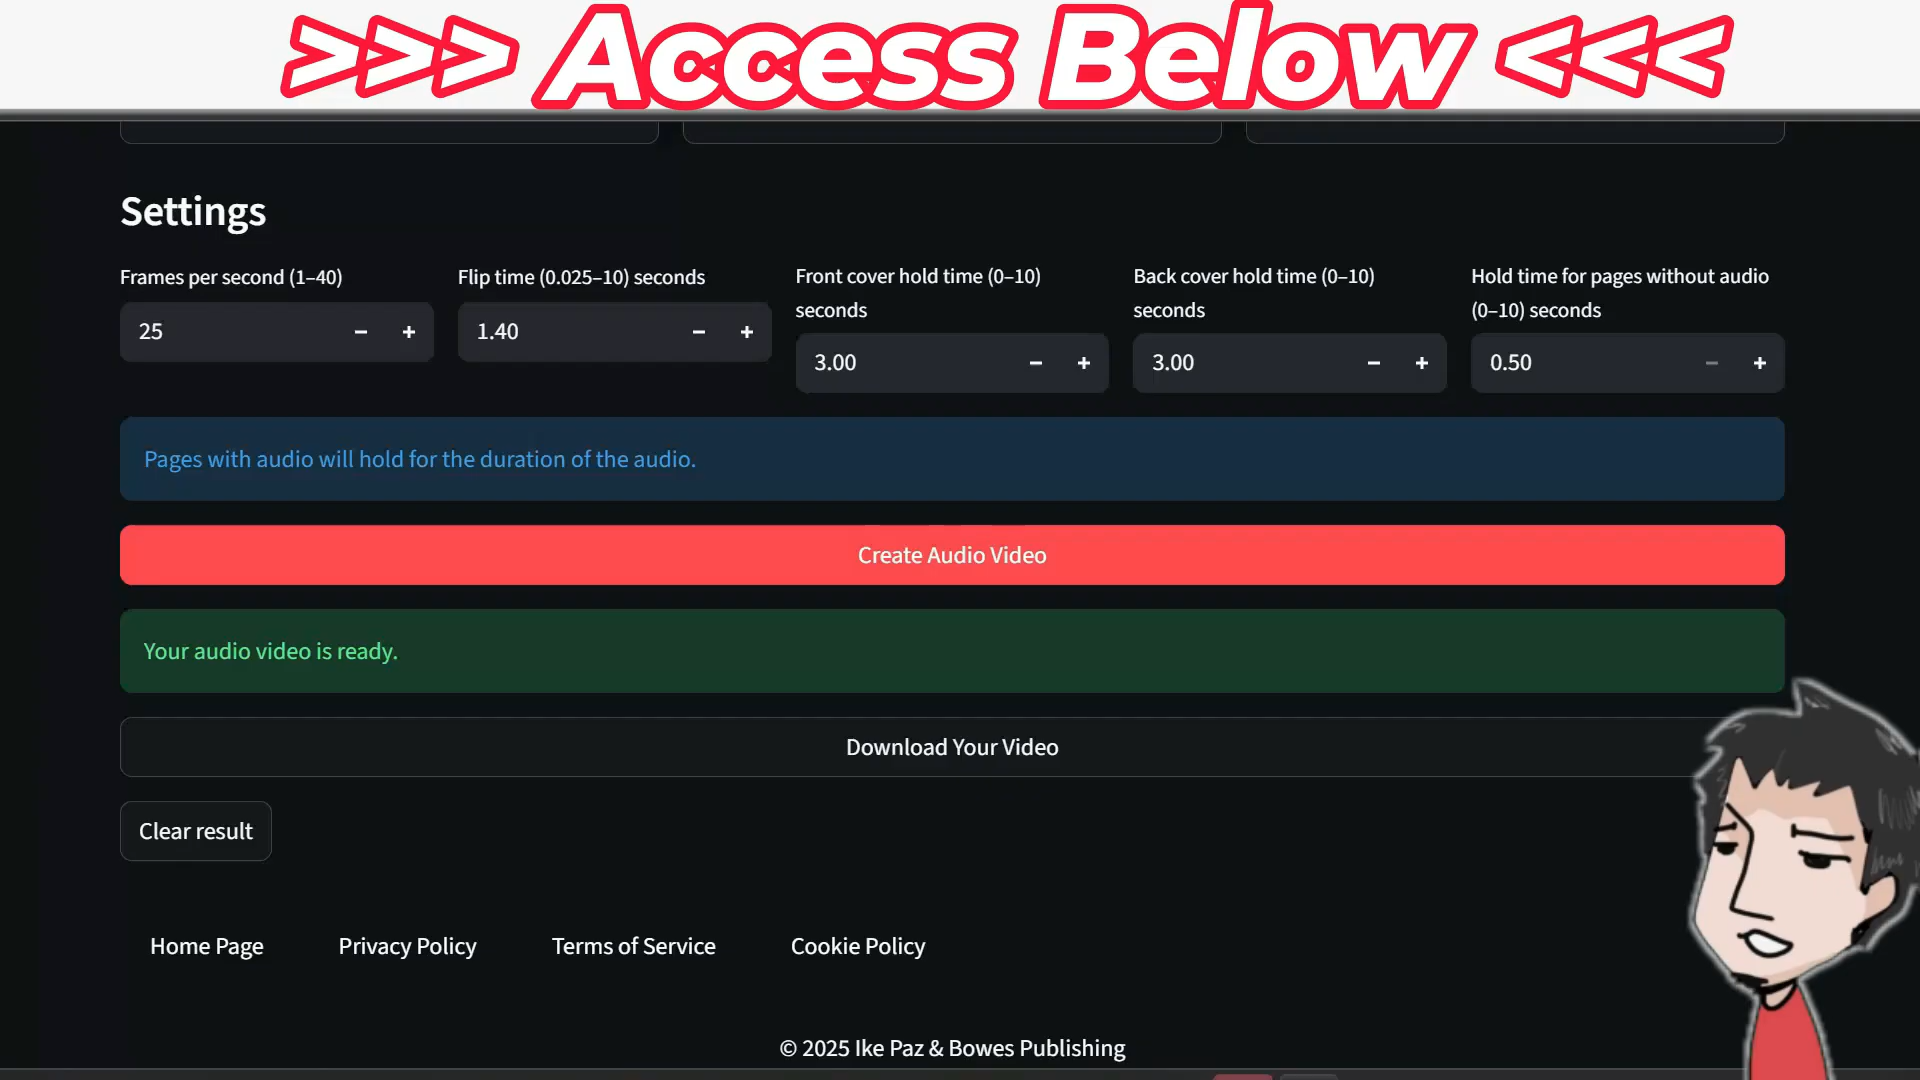 >>> Access Below <<<
Settings
Frames per second (1–40)
25
Flip time (0.025–10) seconds
1.40
Front cover hold time (0–10)
seconds
3.00
Back cover hold time (0–10)
seconds
3.00
Hold time for pages without audio
(0–10) seconds
0.50
Pages with audio will hold for the duration of the audio.
Create Audio Video
Your audio video is ready.
Download Your Video
Clear result
Home Page
Privacy Policy
Terms of Service
Cookie Policy
© 2025 Ike Paz & Bowes Publishing